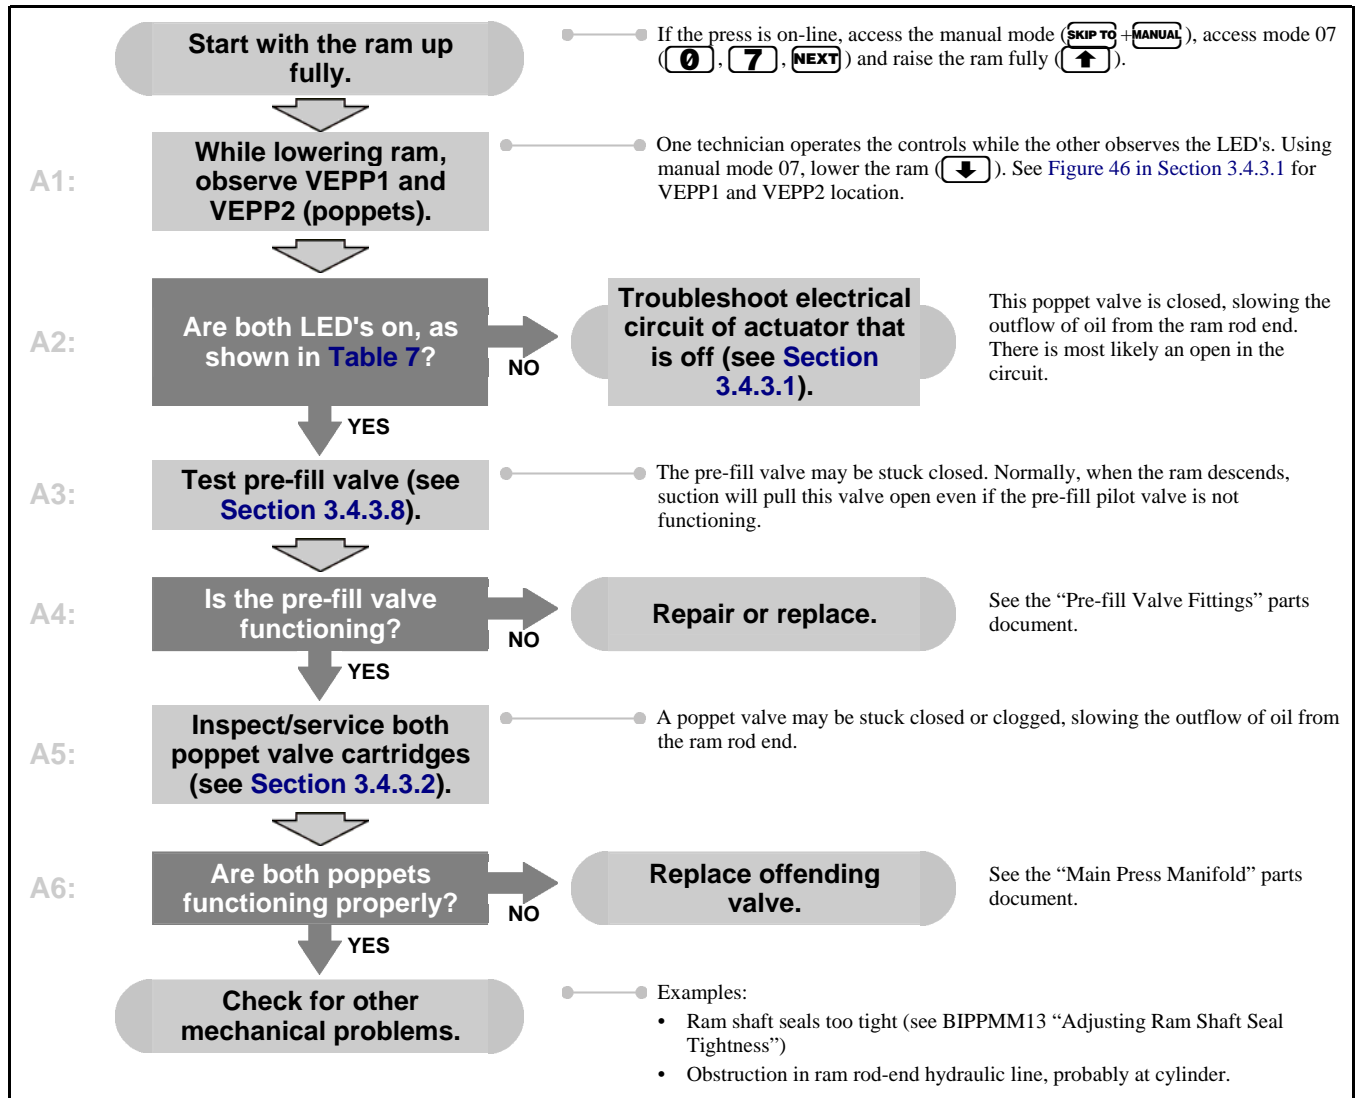 Start with the ram up
fully.
If the press is on-line, access the manual mode (SKIP TO+MANUAL), access mode 07
(0, 7, NEXT) and raise the ram fully (⬆).
A1:
While lowering ram,
observe VEPP1 and
VEPP2 (poppets).
One technician operates the controls while the other observes the LED's. Using
manual mode 07, lower the ram (⬇). See Figure 46 in Section 3.4.3.1 for
VEPP1 and VEPP2 location.
A2:
Are both LED's on, as
shown in Table 7?
NO
Troubleshoot electrical
circuit of actuator that
is off (see Section
3.4.3.1).
This poppet valve is closed, slowing the
outflow of oil from the ram rod end.
There is most likely an open in the
circuit.
YES
A3:
Test pre-fill valve (see
Section 3.4.3.8).
The pre-fill valve may be stuck closed. Normally, when the ram descends,
suction will pull this valve open even if the pre-fill pilot valve is not
functioning.
A4:
Is the pre-fill valve
functioning?
NO
Repair or replace.
See the “Pre-fill Valve Fittings” parts
document.
YES
A5:
Inspect/service both
poppet valve cartridges
(see Section 3.4.3.2).
A poppet valve may be stuck closed or clogged, slowing the outflow of oil from
the ram rod end.
A6:
Are both poppets
functioning properly?
NO
Replace offending
valve.
See the “Main Press Manifold” parts
document.
YES
Check for other
mechanical problems.
Examples:
• Ram shaft seals too tight (see BIPPMM13 “Adjusting Ram Shaft Seal
Tightness”)
• Obstruction in ram rod-end hydraulic line, probably at cylinder.